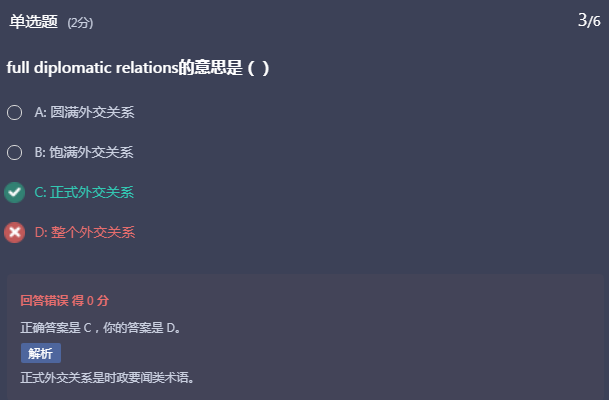 单选题 (2分) 3/6
full diplomatic relations的意思是 ( )
A: 圆满外交关系
B: 饱满外交关系
C: 正式外交关系
D: 整个外交关系
回答错误 得 0 分
正确答案是 C，你的答案是 D。
解析
正式外交关系是时政要闻类术语。